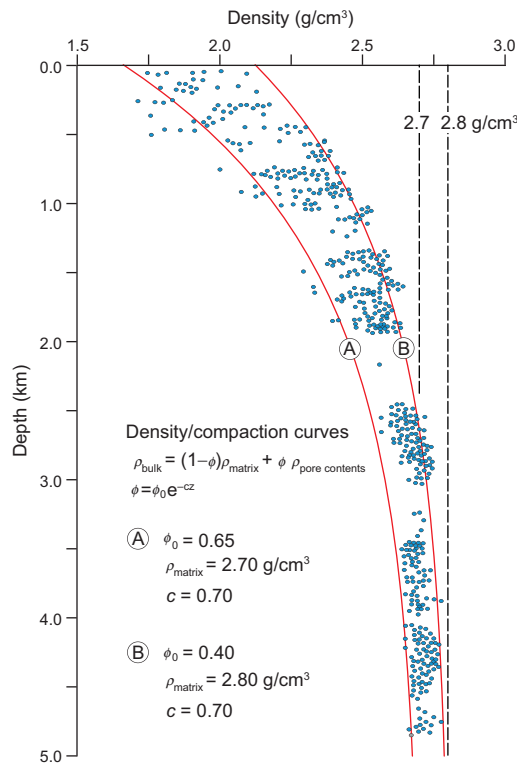 Density (g/cm³)
1.5 2.0 2.5 3.0
0.0
2.7 2.8 g/cm³
1.0
2.0
A B
Depth (km)
Density/compaction curves
ρbulk = (1–ϕ)ρmatrix + ϕ ρpore contents
ϕ=ϕ₀e⁻ᶜᶻ
3.0
A ϕ₀ = 0.65
ρmatrix = 2.70 g/cm³
c = 0.70
4.0
B ϕ₀ = 0.40
ρmatrix = 2.80 g/cm³
c = 0.70
5.0